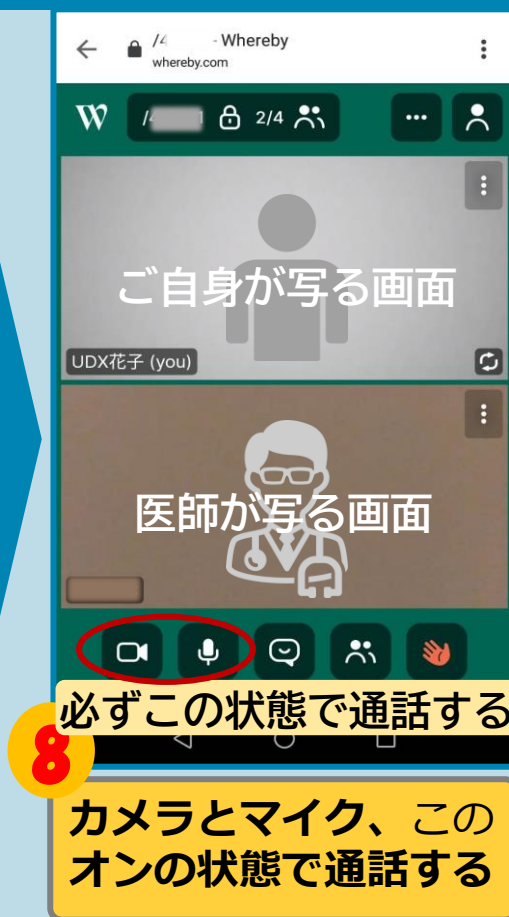 - Whereby
whereby.com
2/4
ご自身が写る画面
UDX花子 (you)
医師が写る画面
必ずこの状態で通話する
8
カメラとマイク、この
オンの状態で通話する